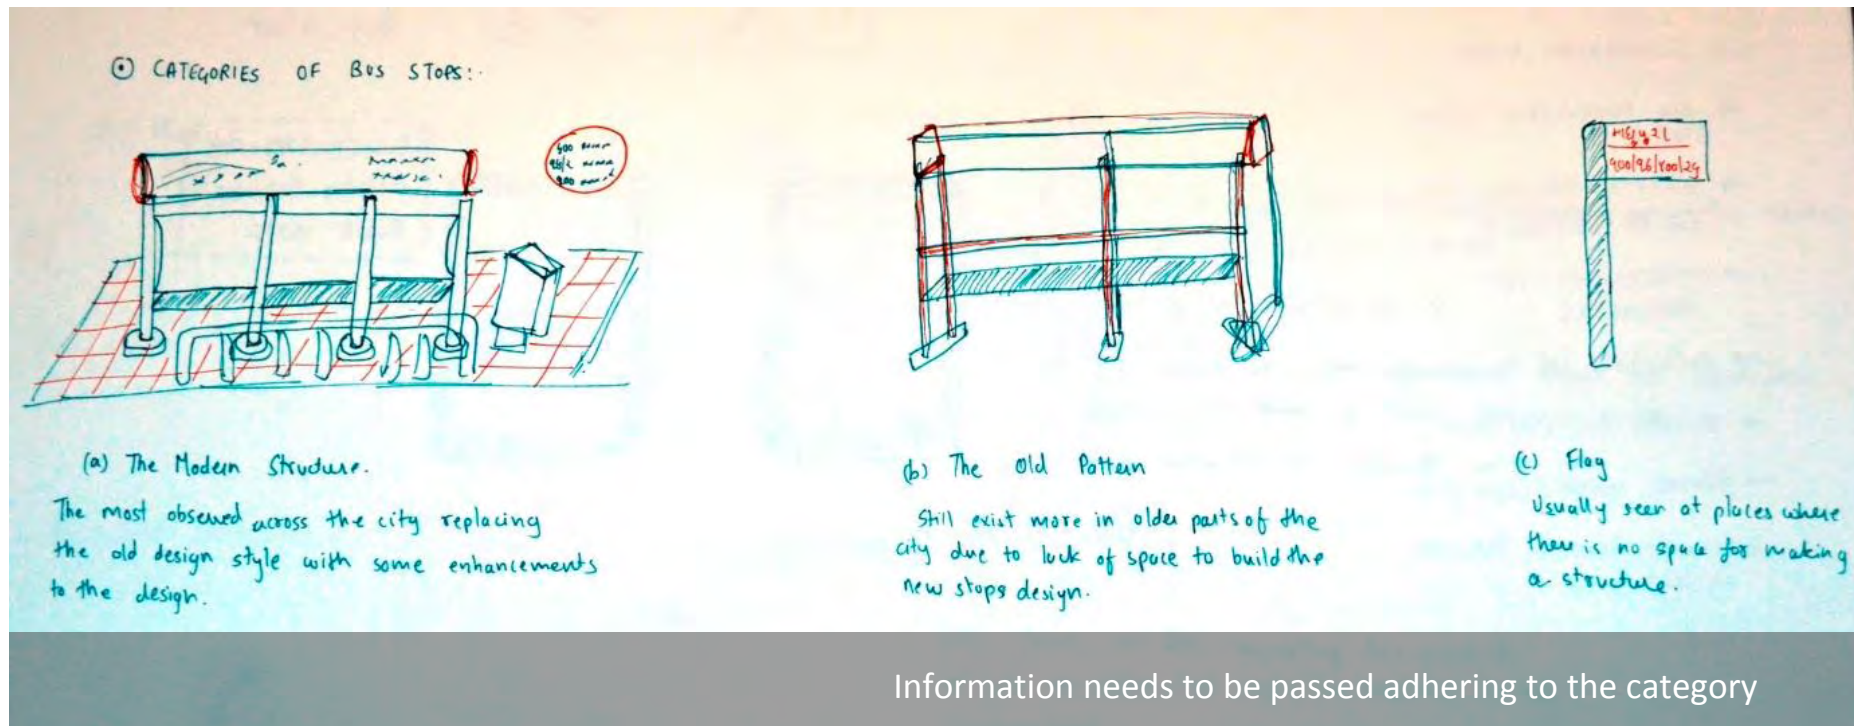 CATEGORIES OF BUS STOPS:
(a) The Modern Structure.
The most observed across the city replacing
the old design style with some enhancements
to the design.
(b) The Old Pattern
Still exist more in older parts of the
city due to lack of space to build the
new stops design.
(c) Flag
Usually seen at places where
there is no space for making
a structure.
Information needs to be passed adhering to the category